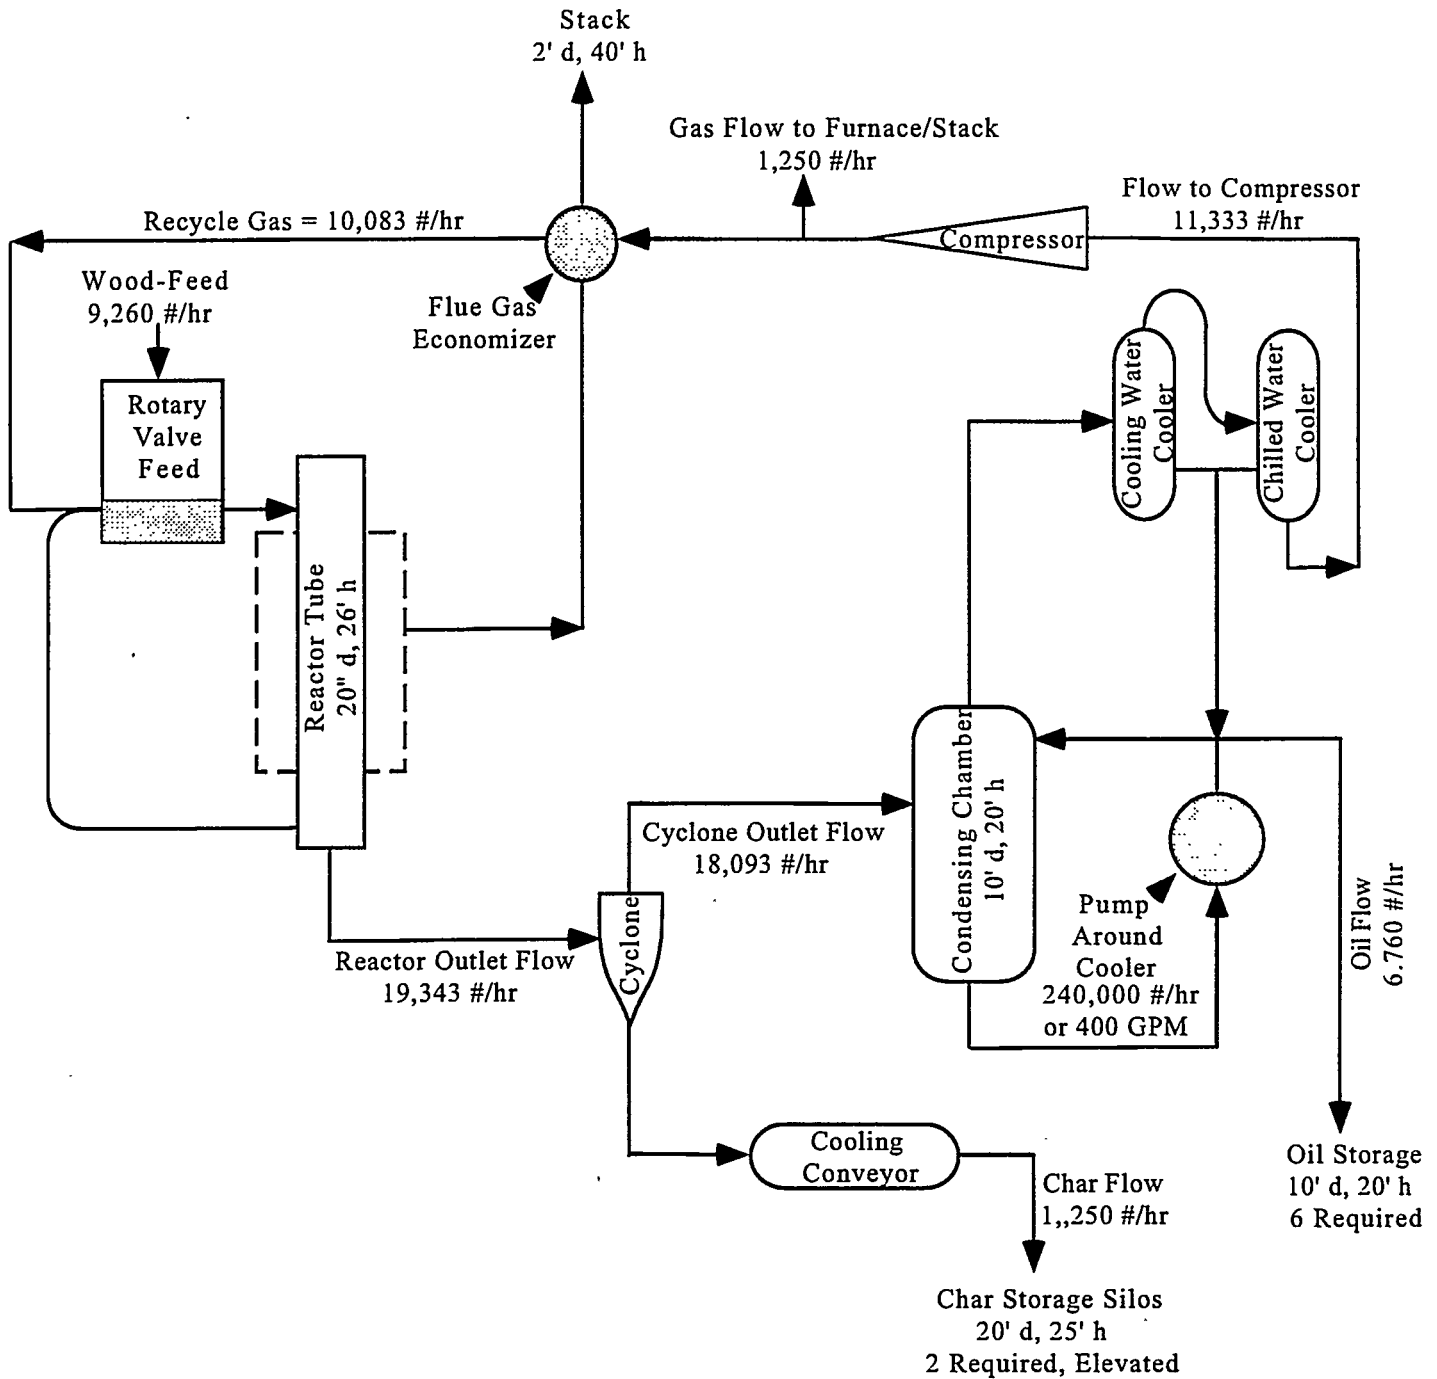 Stack
2' d, 40' h
Gas Flow to Furnace/Stack
1,250 #/hr
Flow to Compressor
11,333 #/hr
Recycle Gas = 10,083 #/hr
Compressor
Wood-Feed
9,260 #/hr
Flue Gas
Economizer
Rotary
Valve
Feed
Cooling Water
Cooler
Chilled Water
Cooler
Reactor Tube
20" d, 26' h
Condensing Chamber
10' d, 20' h
Cyclone Outlet Flow
18,093 #/hr
Pump
Around
Cooler
240,000 #/hr
or 400 GPM
Oil Flow
6.760 #/hr
Reactor Outlet Flow
19,343 #/hr
Cyclone
Cooling
Conveyor
Char Flow
1,,250 #/hr
Oil Storage
10' d, 20' h
6 Required
Char Storage Silos
20' d, 25' h
2 Required, Elevated